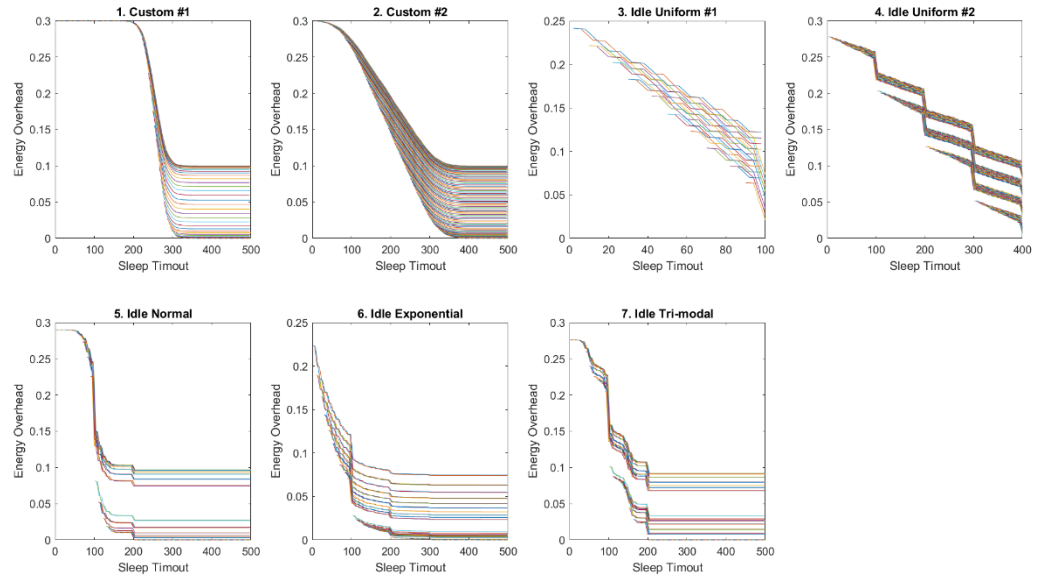 1. Custom #1
0.3
0.25
0.2
0.15
0.1
0.05
0
Energy Overhead
0 100 200 300 400 500
Sleep Timout
2. Custom #2
0.3
0.25
0.2
0.15
0.1
0.05
0
Energy Overhead
0 100 200 300 400 500
Sleep Timout
3. Idle Uniform #1
0.25
0.2
0.15
0.1
0.05
0
Energy Overhead
0 20 40 60 80 100
Sleep Timout
4. Idle Uniform #2
0.3
0.25
0.2
0.15
0.1
0.05
0
Energy Overhead
0 100 200 300 400
Sleep Timout
5. Idle Normal
0.3
0.25
0.2
0.15
0.1
0.05
0
Energy Overhead
0 100 200 300 400 500
Sleep Timout
6. Idle Exponential
0.25
0.2
0.15
0.1
0.05
0
Energy Overhead
0 100 200 300 400 500
Sleep Timout
7. Idle Tri-modal
0.3
0.25
0.2
0.15
0.1
0.05
0
Energy Overhead
0 100 200 300 400 500
Sleep Timout